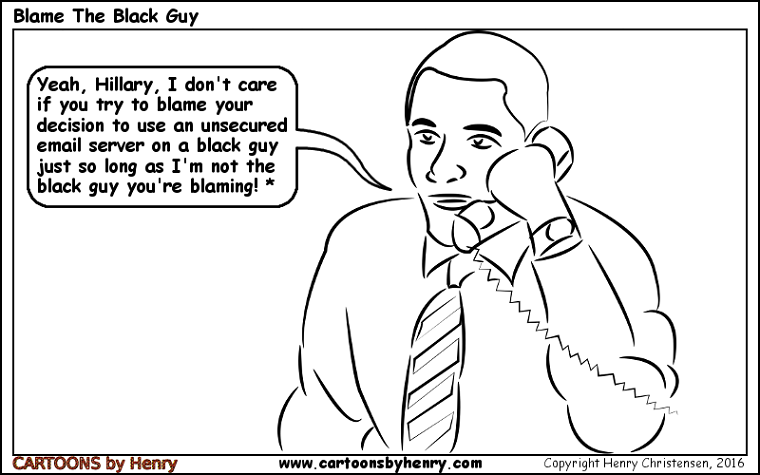 Blame The Black Guy
Yeah, Hillary, I don't care
if you try to blame your
decision to use an unsecured
email server on a black guy
just so long as I'm not the
black guy you're blaming! *
CARTOONS by Henry
www.cartoonsbyhenry.com
Copyright Henry Christensen, 2016